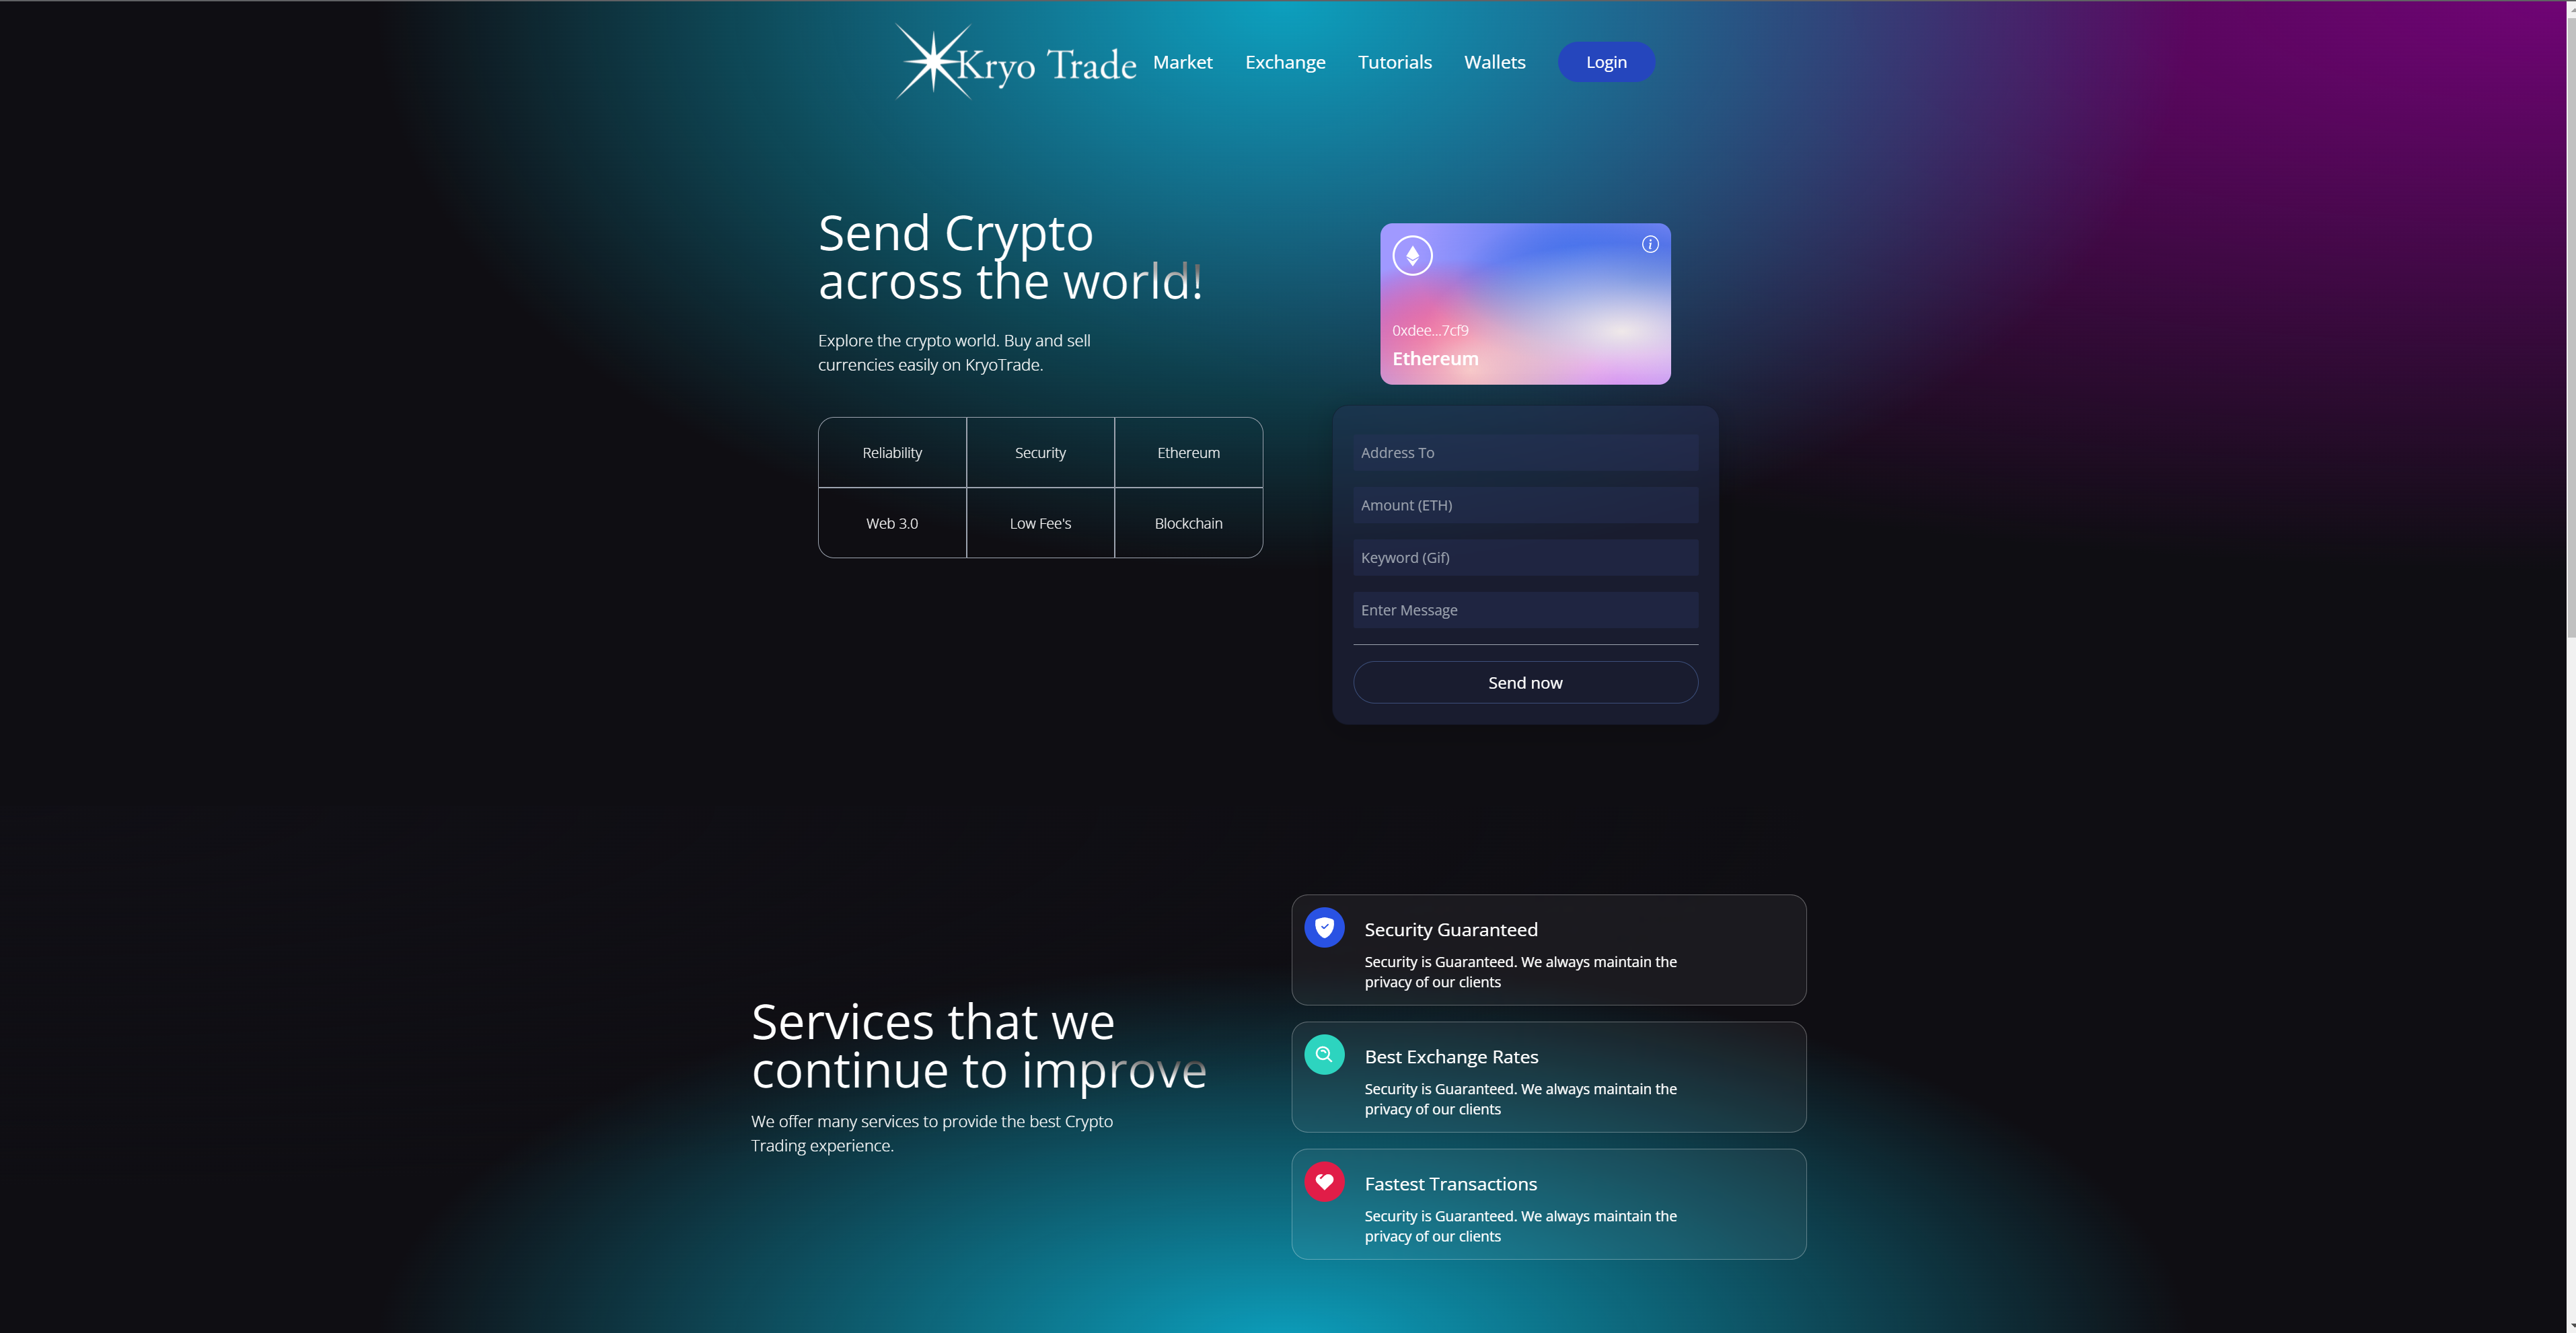 Kryo Trade
Market
Exchange
Tutorials
Wallets
Login
Send Crypto
across the world!
Explore the crypto world. Buy and sell
currencies easily on KryoTrade.
Reliability
Security
Ethereum
Web 3.0
Low Fee's
Blockchain
0xdee...7cf9
Ethereum
Address To
Amount (ETH)
Keyword (Gif)
Enter Message
Send now
Services that we
continue to improve
We offer many services to provide the best Crypto
Trading experience.
Security Guaranteed
Security is Guaranteed. We always maintain the
privacy of our clients
Best Exchange Rates
Security is Guaranteed. We always maintain the
privacy of our clients
Fastest Transactions
Security is Guaranteed. We always maintain the
privacy of our clients